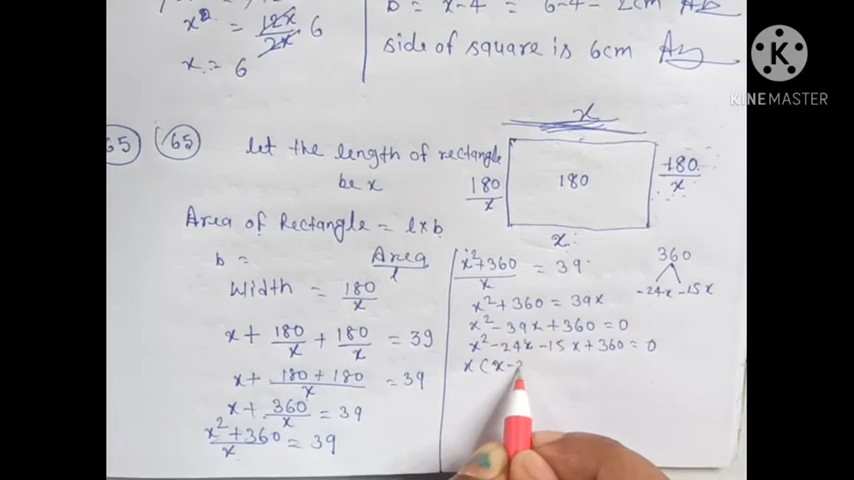 b = x-4 = 6-4 = 2cm
x² = 12x/2x 6
side of square is 6cm Ans
x = 6
KINEMASTER
65 65 let the length of rectangle
be x
x
180/x 180 180/x
x
Area of Rectangle = l×b
b = Area/l
Width = 180/x
x + 180/x + 180/x = 39
x + 180 + 180/x = 39
x + 360/x = 39
x² + 360/x = 39
x²+360/x = 39
x²+360 = 39x
x²-39x+360 = 0
x²-24x-15x+360 = 0
x(x-
360
-24x -15x